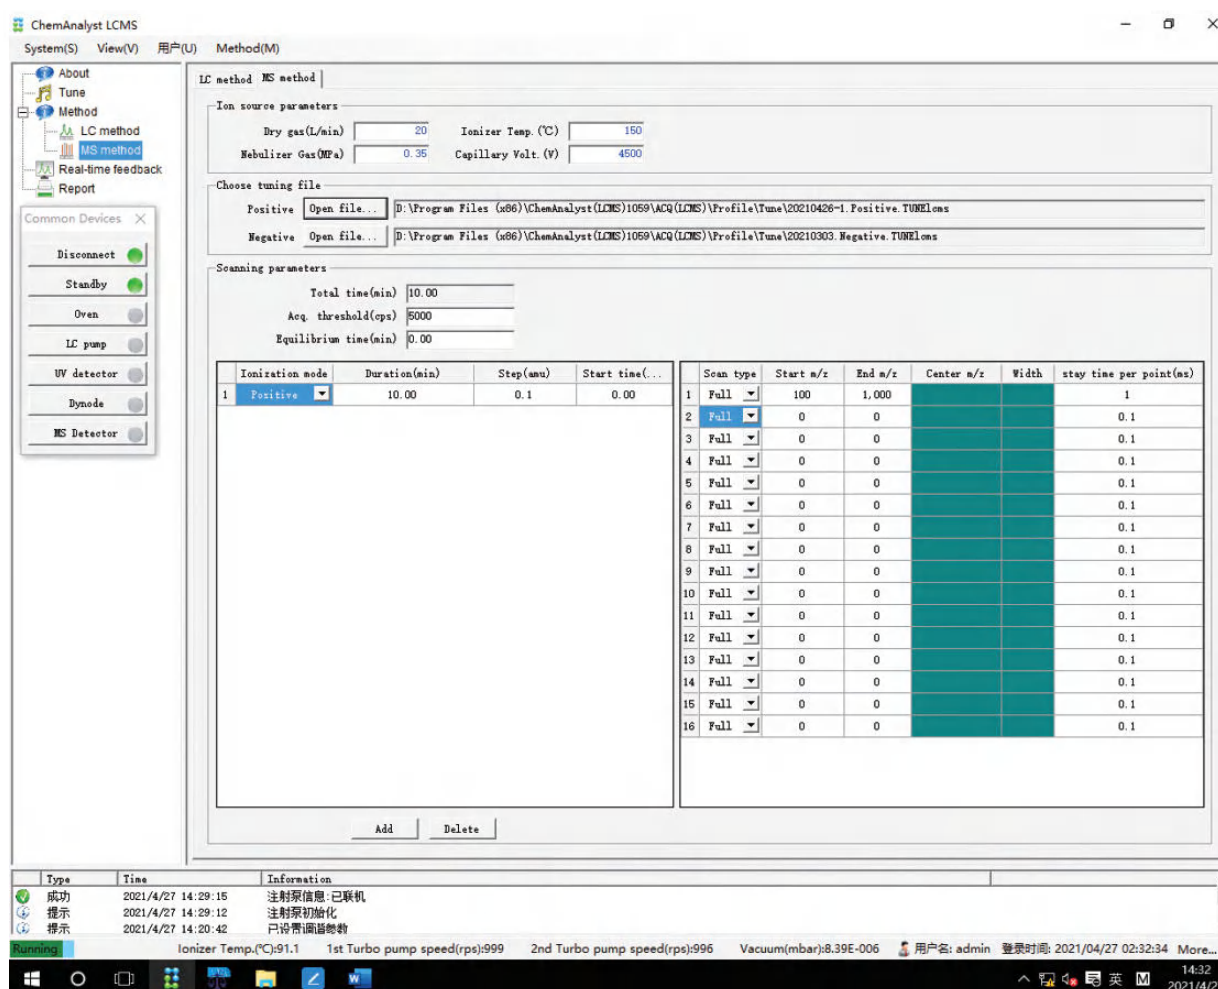 ChemAnalyst LCMS
System(S) View(V) 用户(U) Method(M)
About
Tune
Method
LC method
MS method
Real-time feedback
Report
Common Devices
Disconnect
Standby
Oven
LC pump
UV detector
Dynode
MS Detector
LC method MS method
Ion source parameters
Dry gas(L/min) 20 Ionizer Temp.(℃) 150
Nebulizer Gas(MPa) 0.35 Capillary Volt.(V) 4500
Choose tuning file
Positive Open file... D:\Program Files (x86)\ChemAnalyst(LCMS)1059\ACQ(LCMS)\Profile\Tune\20210426-1.Positive.TUNElcms
Negative Open file... D:\Program Files (x86)\ChemAnalyst(LCMS)1059\ACQ(LCMS)\Profile\Tune\20210303.Negative.TUNElcms
Scanning parameters
Total time(min) 10.00
Acq. threshold(cps) 5000
Equilibrium time(min) 0.00
Ionization mode Duration(min) Step(amu) Start time(...
1 Positive 10.00 0.1 0.00
Scan type Start m/z End m/z Center m/z Width stay time per point(ms)
1 Full 100 1,000 1
2 Full 0 0 0.1
3 Full 0 0 0.1
4 Full 0 0 0.1
5 Full 0 0 0.1
6 Full 0 0 0.1
7 Full 0 0 0.1
8 Full 0 0 0.1
9 Full 0 0 0.1
10 Full 0 0 0.1
11 Full 0 0 0.1
12 Full 0 0 0.1
13 Full 0 0 0.1
14 Full 0 0 0.1
15 Full 0 0 0.1
16 Full 0 0 0.1
Add Delete
Type Time Information
成功 2021/4/27 14:29:15 注射泵信息:已联机
提示 2021/4/27 14:29:12 注射泵初始化
提示 2021/4/27 14:20:42 已设置调谐参数
Running Ionizer Temp.(℃):91.1 1st Turbo pump speed(rps):999 2nd Turbo pump speed(rps):996 Vacuum(mbar):8.39E-006 用户名: admin 登录时间: 2021/04/27 02:32:34 More...
英 M 14:32
2021/4/2